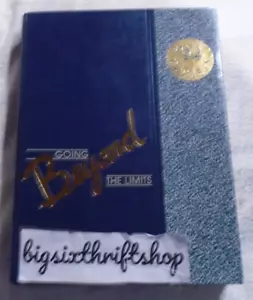 GOING
Beyond
THE LIMITS
bigsixthriftshop